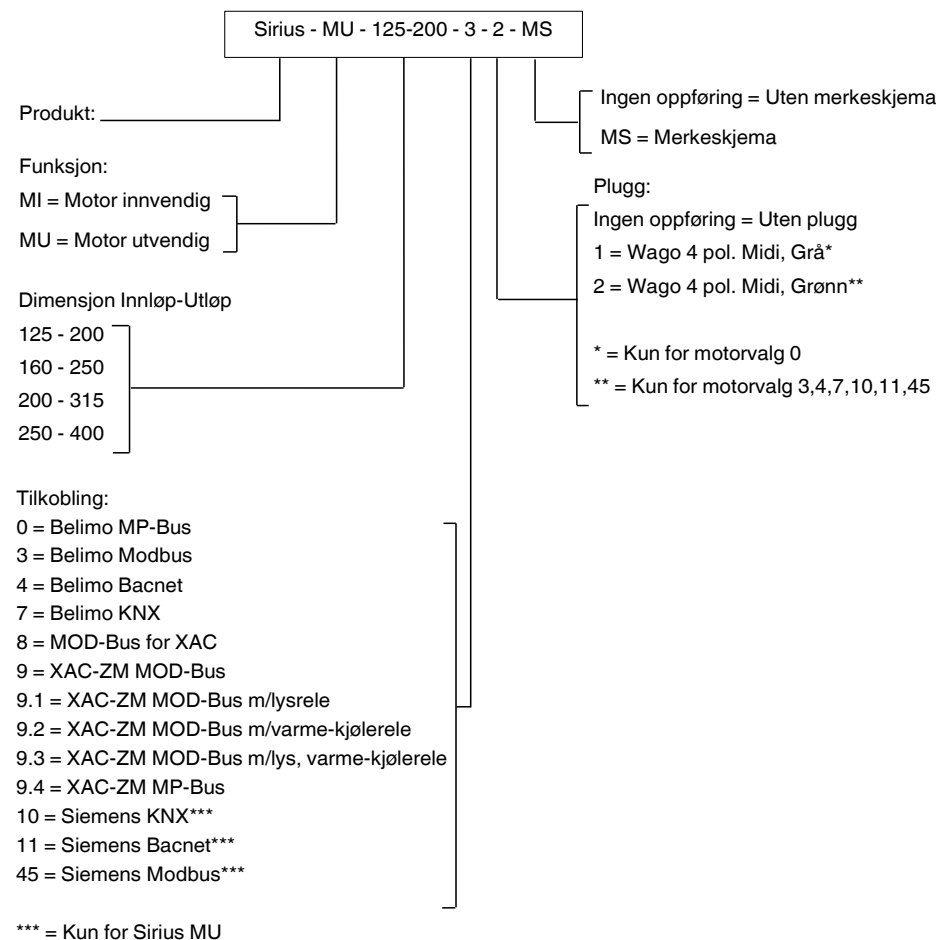 Sirius - MU - 125-200 - 3 - 2 - MS
Produkt:
Funksjon:
MI = Motor innvendig
MU = Motor utvendig
Dimensjon Innløp-Utløp
125 - 200
160 - 250
200 - 315
250 - 400
Tilkobling:
0 = Belimo MP-Bus
3 = Belimo Modbus
4 = Belimo Bacnet
7 = Belimo KNX
8 = MOD-Bus for XAC
9 = XAC-ZM MOD-Bus
9.1 = XAC-ZM MOD-Bus m/lysrele
9.2 = XAC-ZM MOD-Bus m/varme-kjølerele
9.3 = XAC-ZM MOD-Bus m/lys, varme-kjølerele
9.4 = XAC-ZM MP-Bus
10 = Siemens KNX***
11 = Siemens Bacnet***
45 = Siemens Modbus***
*** = Kun for Sirius MU
Ingen oppføring = Uten merkeskjema
MS = Merkeskjema
Plugg:
Ingen oppføring = Uten plugg
1 = Wago 4 pol. Midi, Grå*
2 = Wago 4 pol. Midi, Grønn**
* = Kun for motorvalg 0
** = Kun for motorvalg 3,4,7,10,11,45